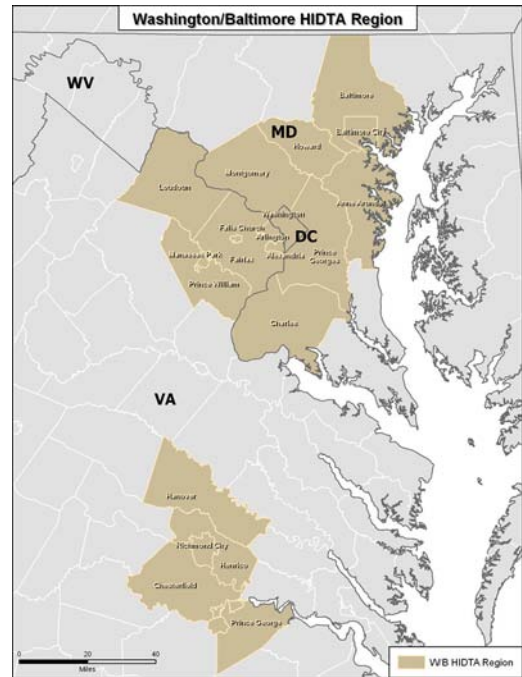 Washington/Baltimore HIDTA Region
WV
Baltimore
MD
Baltimore City
Howard
Montgomery
Loudoun
Anne Arundel
Washington
Falls Church
DC
Arlington
Manassas Park
Fairfax
Alexandria
Prince
Georges
Prince William
Charles
VA
Hanover
Richmond City
Henrico
Chesterfield
Prince George
0 20 40
Miles
W/B HIDTA Region